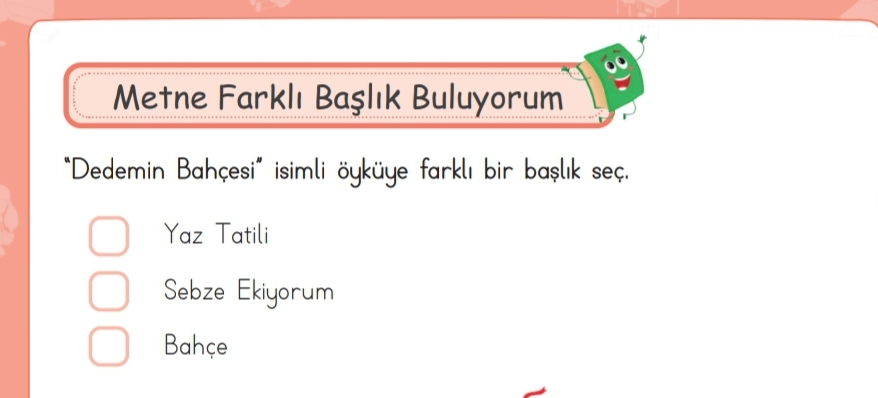 Metne Farklı Başlık Buluyorum
"Dedemin Bahçesi" isimli öyküye farklı bir başlık seç.
Yaz Tatili
Sebze Ekiyorum
Bahçe